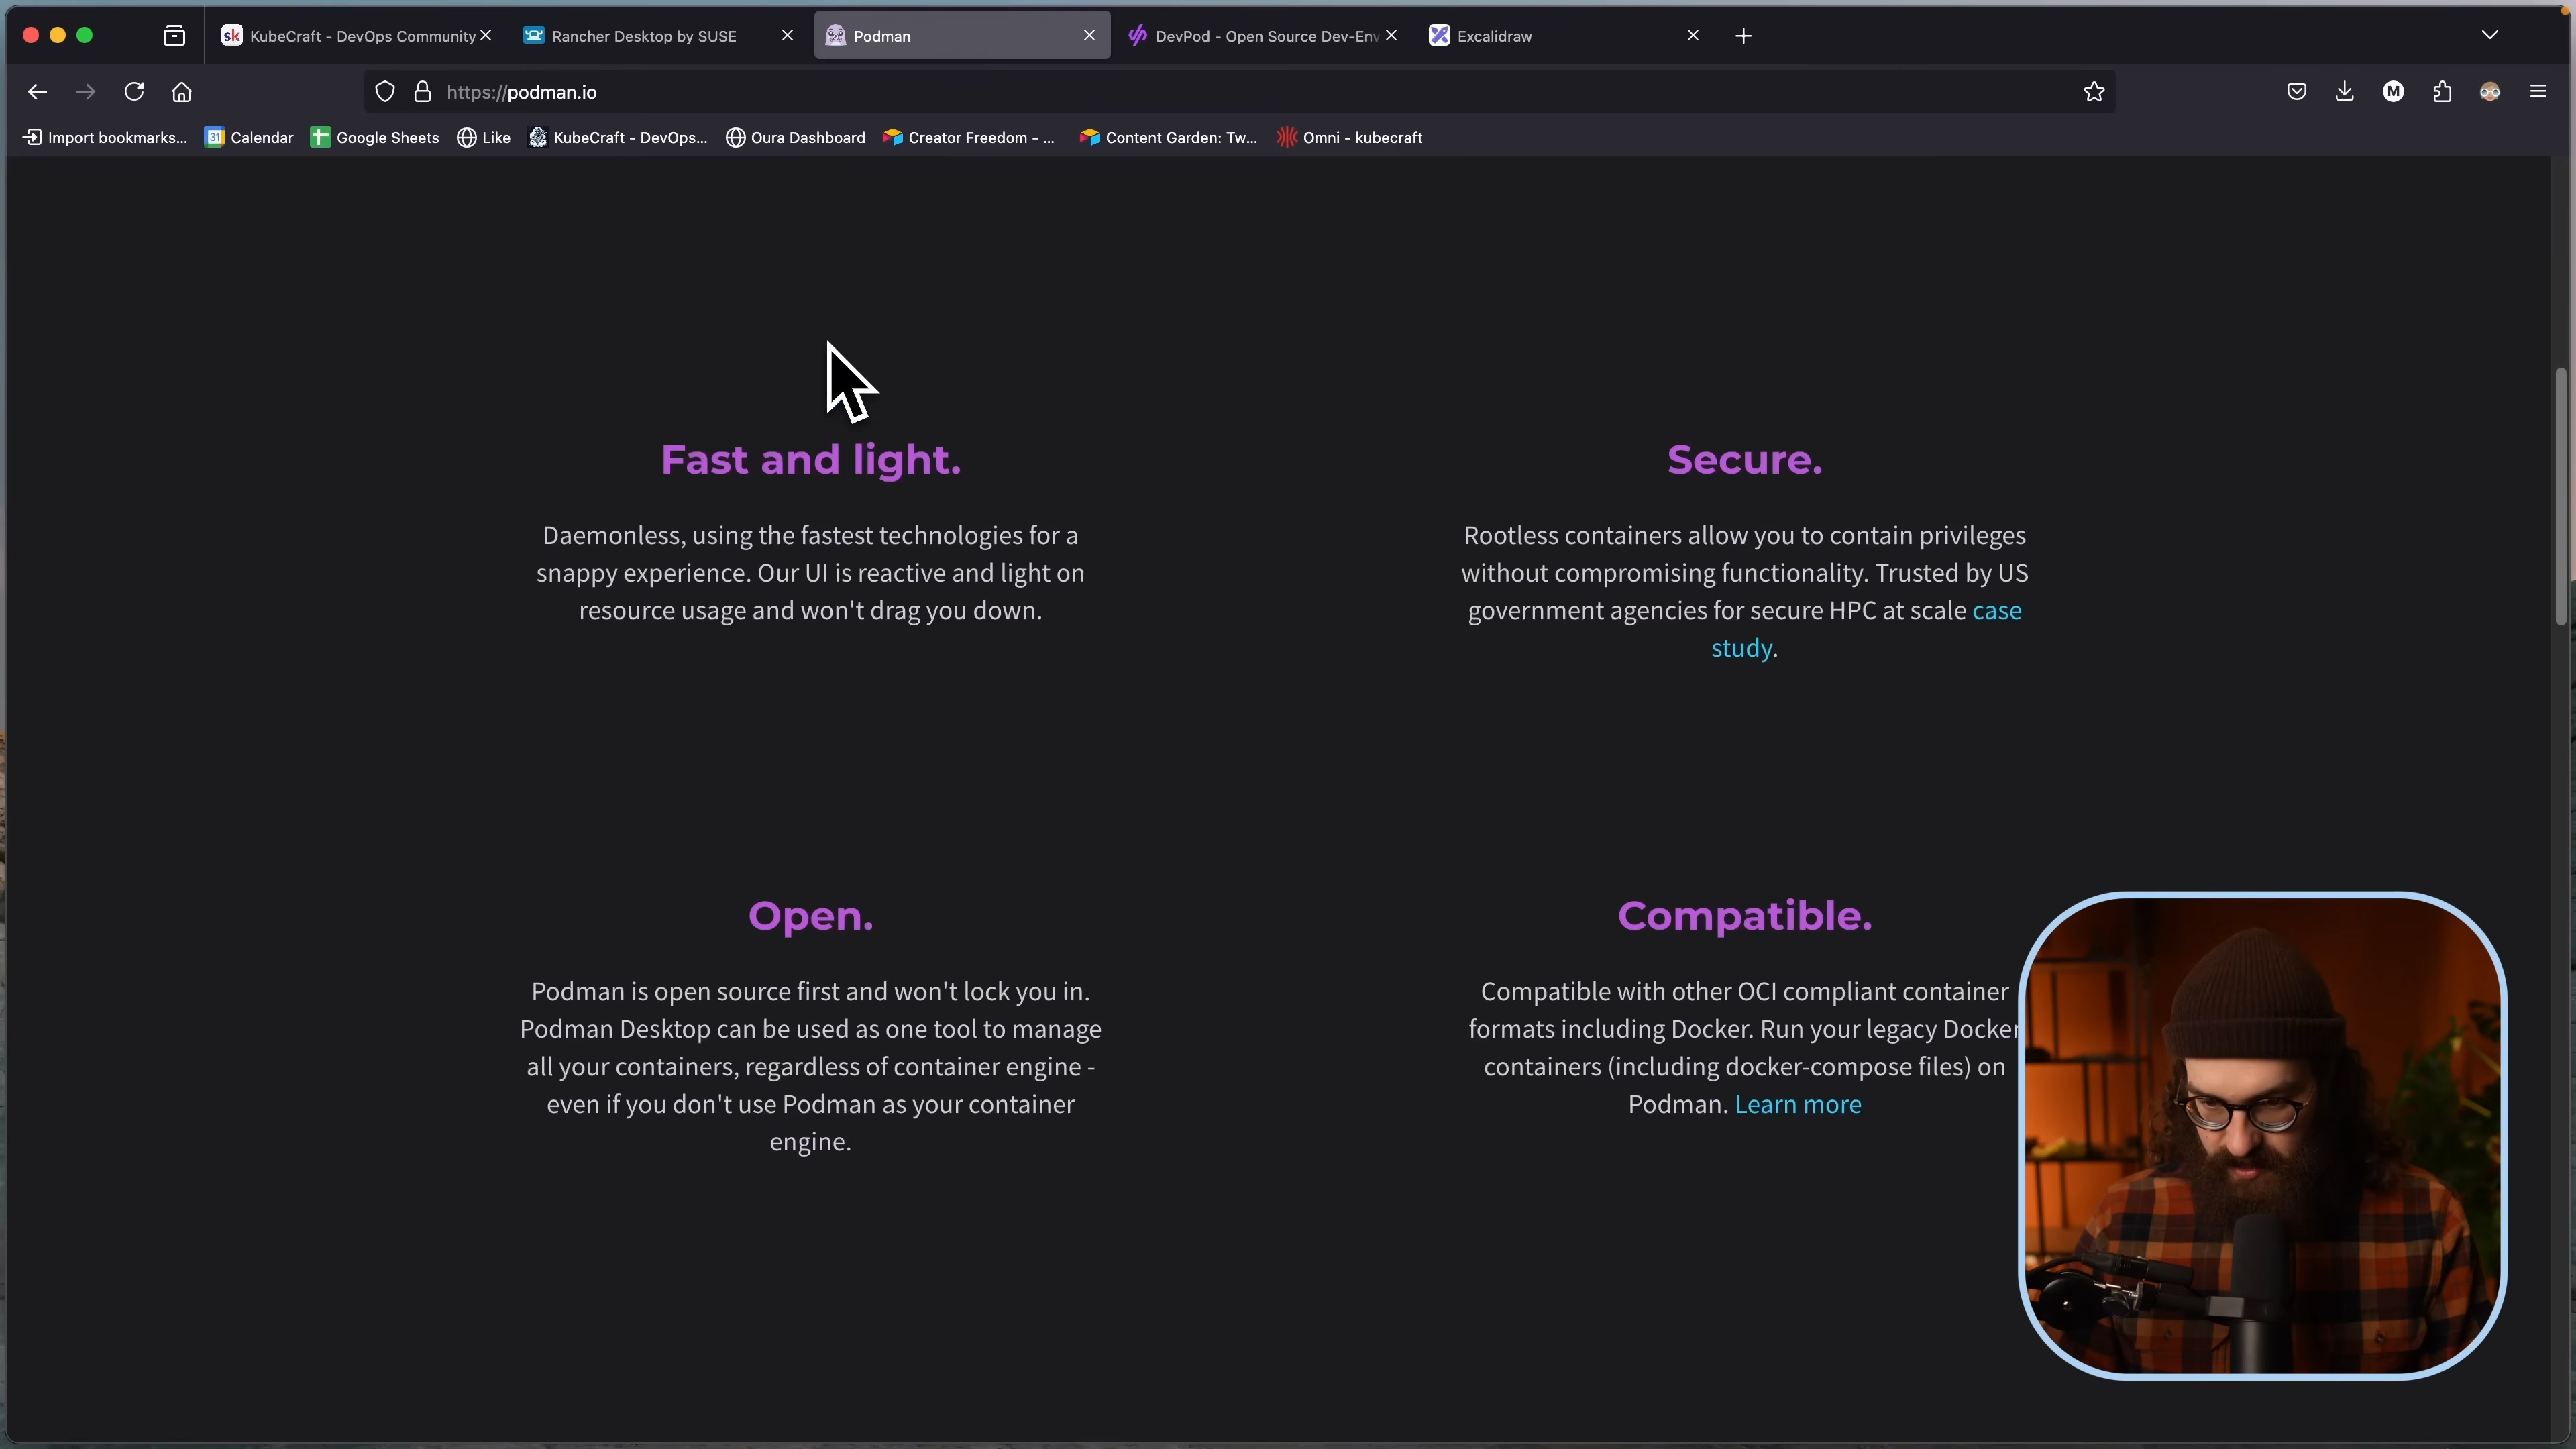 sk KubeCraft - DevOps Community
Rancher Desktop by SUSE
Podman
DevPod - Open Source Dev-Env
Excalidraw
https://podman.io
M
Import bookmarks...
31 Calendar
Google Sheets
Like
KubeCraft - DevOps...
Oura Dashboard
Creator Freedom - ...
Content Garden: Tw...
Omni - kubecraft
Fast and light.
Daemonless, using the fastest technologies for a
snappy experience. Our UI is reactive and light on
resource usage and won't drag you down.
Secure.
Rootless containers allow you to contain privileges
without compromising functionality. Trusted by US
government agencies for secure HPC at scale case
study.
Open.
Podman is open source first and won't lock you in.
Podman Desktop can be used as one tool to manage
all your containers, regardless of container engine -
even if you don't use Podman as your container
engine.
Compatible.
Compatible with other OCI compliant container
formats including Docker. Run your legacy Docker
containers (including docker-compose files) on
Podman. Learn more